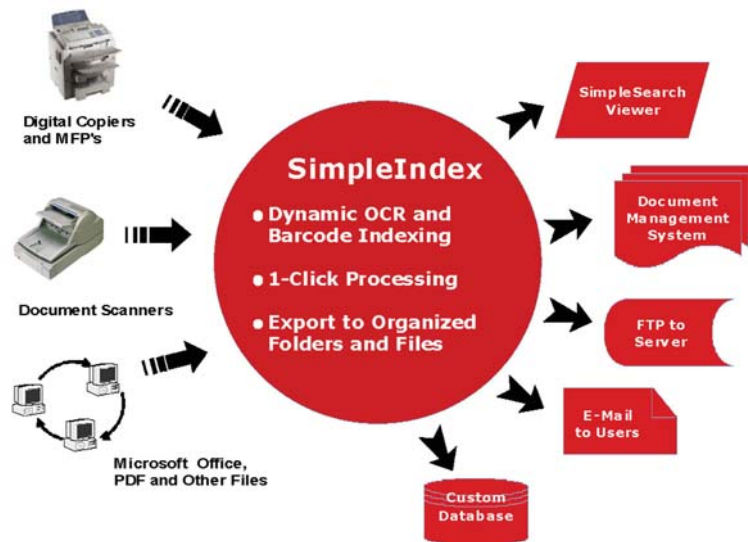 Digital Copiers
and MFP's
Document Scanners
Microsoft Office,
PDF and Other Files
SimpleIndex
• Dynamic OCR and
Barcode Indexing
• 1-Click Processing
• Export to Organized
Folders and Files
SimpleSearch
Viewer
Document
Management
System
FTP to
Server
E-Mail
to Users
Custom
Database